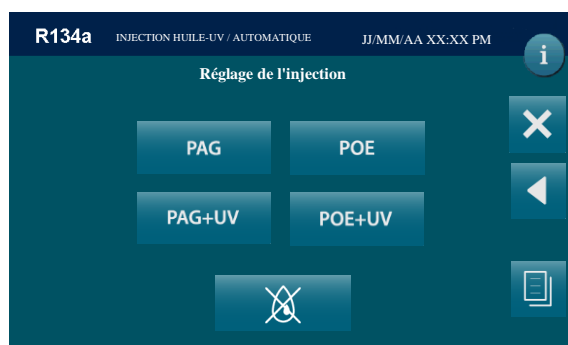 R134a INJECTION HUILE-UV / AUTOMATIQUE JJ/MM/AA XX:XX PM
i
Réglage de l'injection
PAG POE
PAG+UV POE+UV